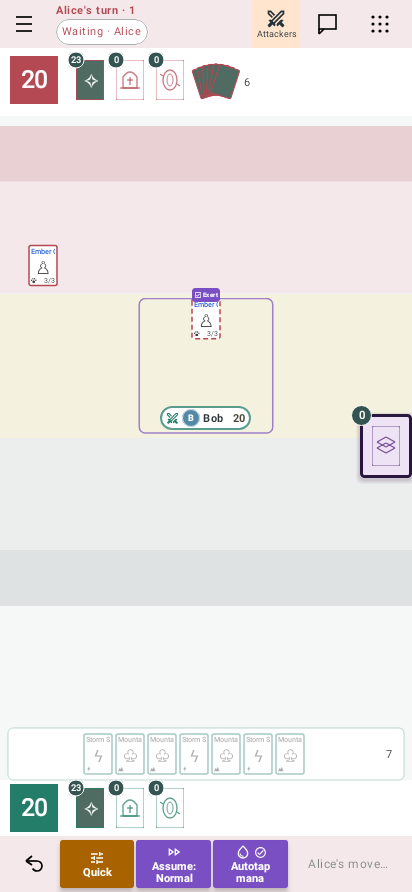 Alice's turn · 1
Waiting · Alice
Attackers
20
23
0
0
6
Ember (
3/3
Exert
Ember (
3/3
B Bob 20
0
Storm S
Mounta
Mounta
Storm S
Mounta
Storm S
Mounta
7
20
23
0
0
Quick
Assume:
Normal
Autotap
mana
Alice's move…